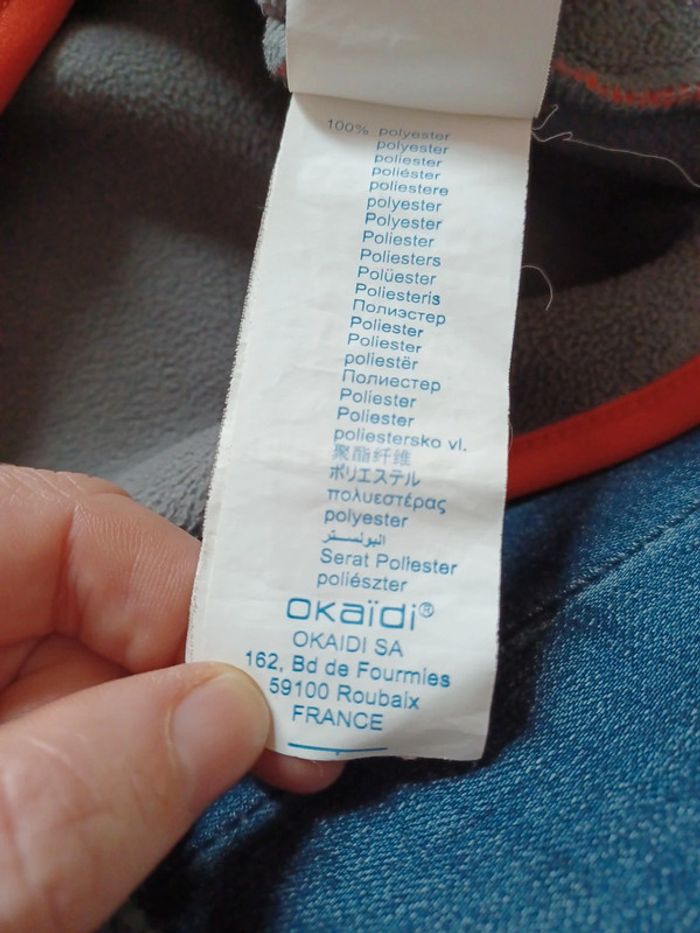 100% polyester
polyester
poliester
poliéster
poliestere
polyester
Polyester
Poliester
Poliesters
Polüester
Poliesteris
Полиэстер
Poliester
Poliester
poliestër
Полиестер
Poliester
Poliester
poliestersko vl.
聚酯纤维
ポリエステル
πολυεστέρας
polyester
البوليستر
Serat Poliester
poliészter
OKaïdi®
OKAIDI SA
162, Bd de Fourmies
59100 Roubaix
FRANCE